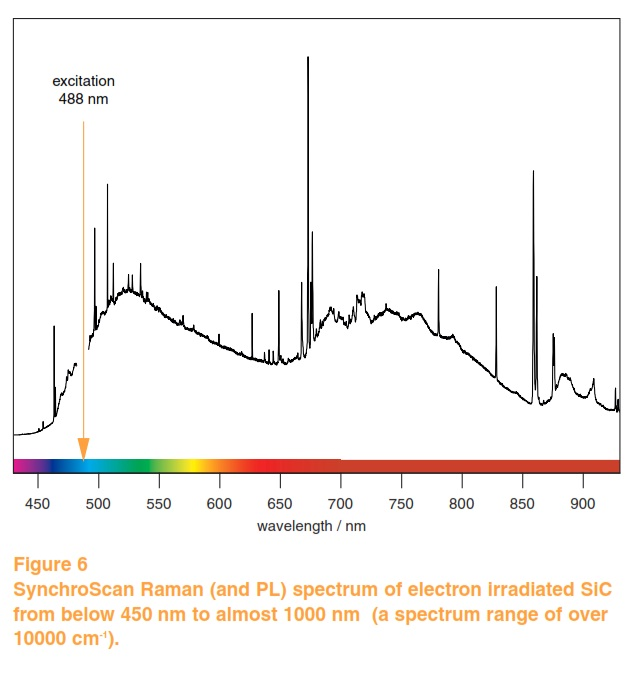 excitation
488 nm
450 500 550 600 650 700 750 800 850 900
wavelength / nm
Figure 6
SynchroScan Raman (and PL) spectrum of electron irradiated SiC
from below 450 nm to almost 1000 nm  (a spectrum range of over
10000 cm⁻¹).